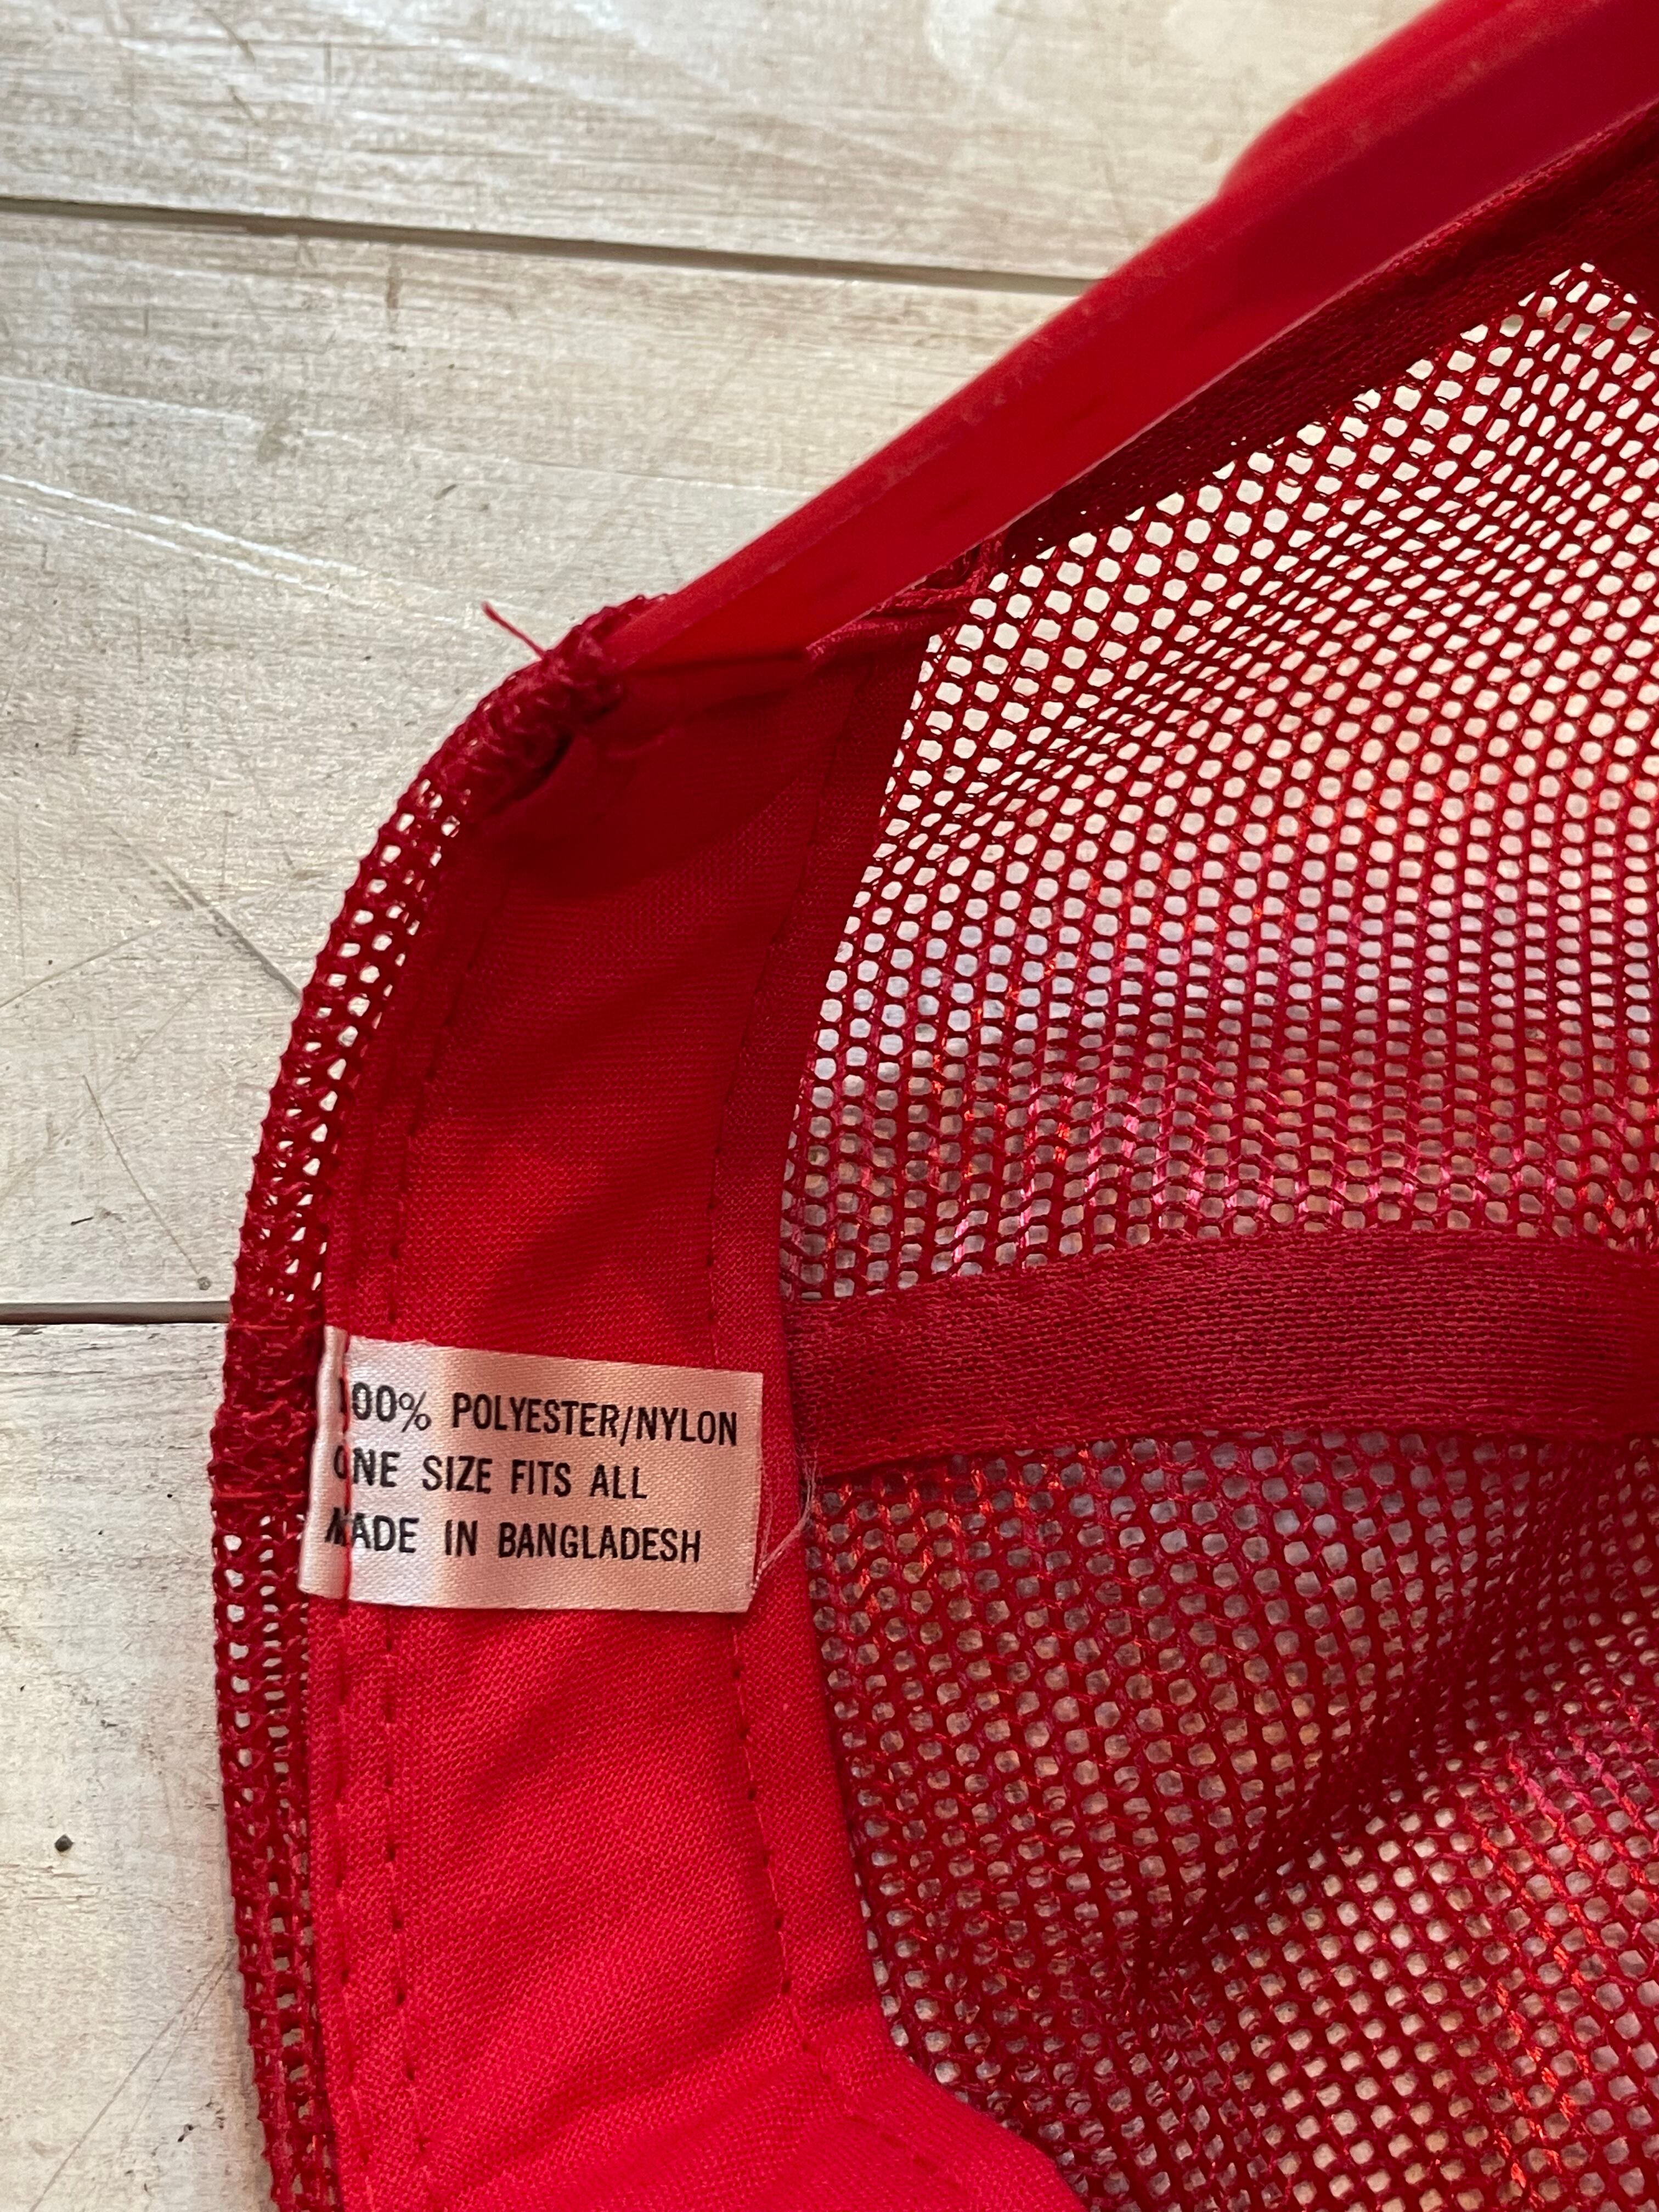 100% POLYESTER/NYLON
ONE SIZE FITS ALL
MADE IN BANGLADESH